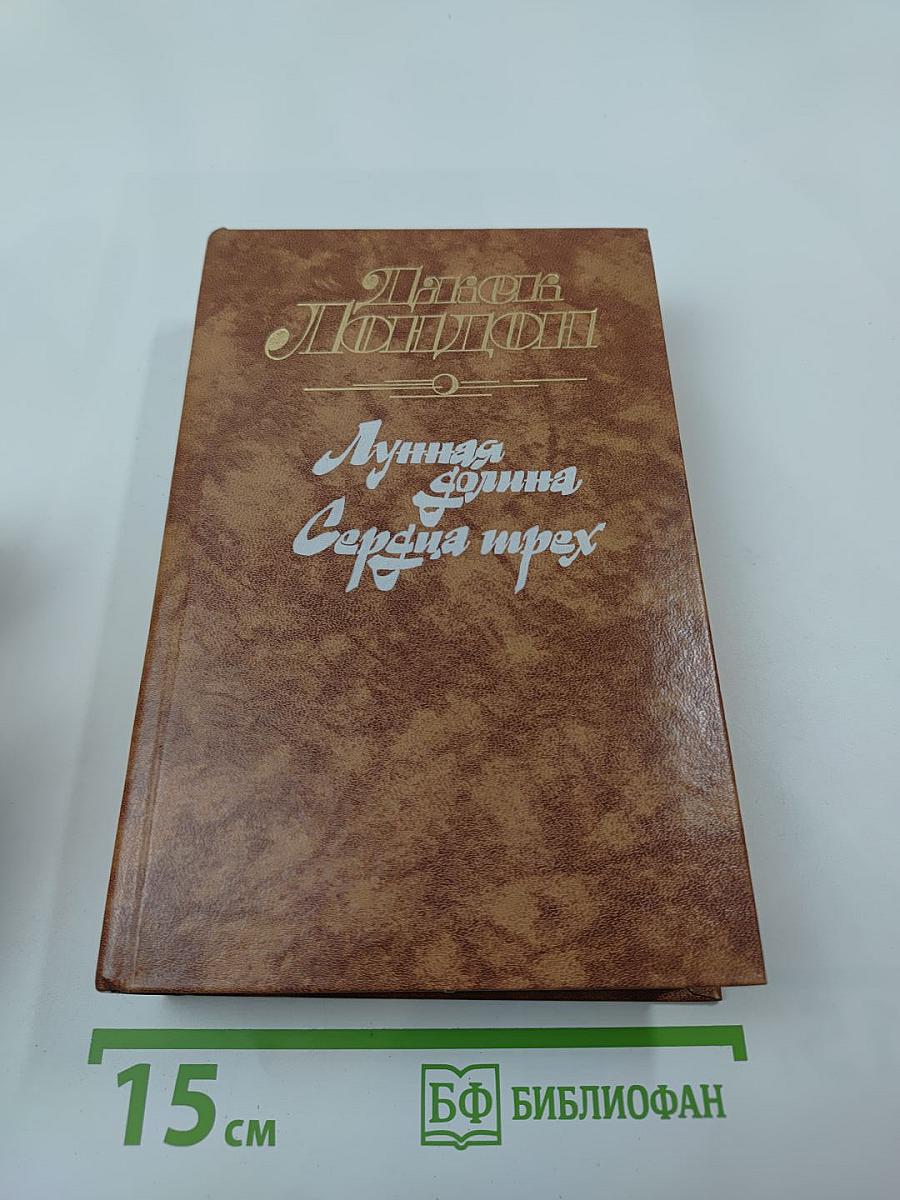 Джек
Лондон
Лунная
долина
Сердца трех
15 см
БФ БИБЛИОФАН